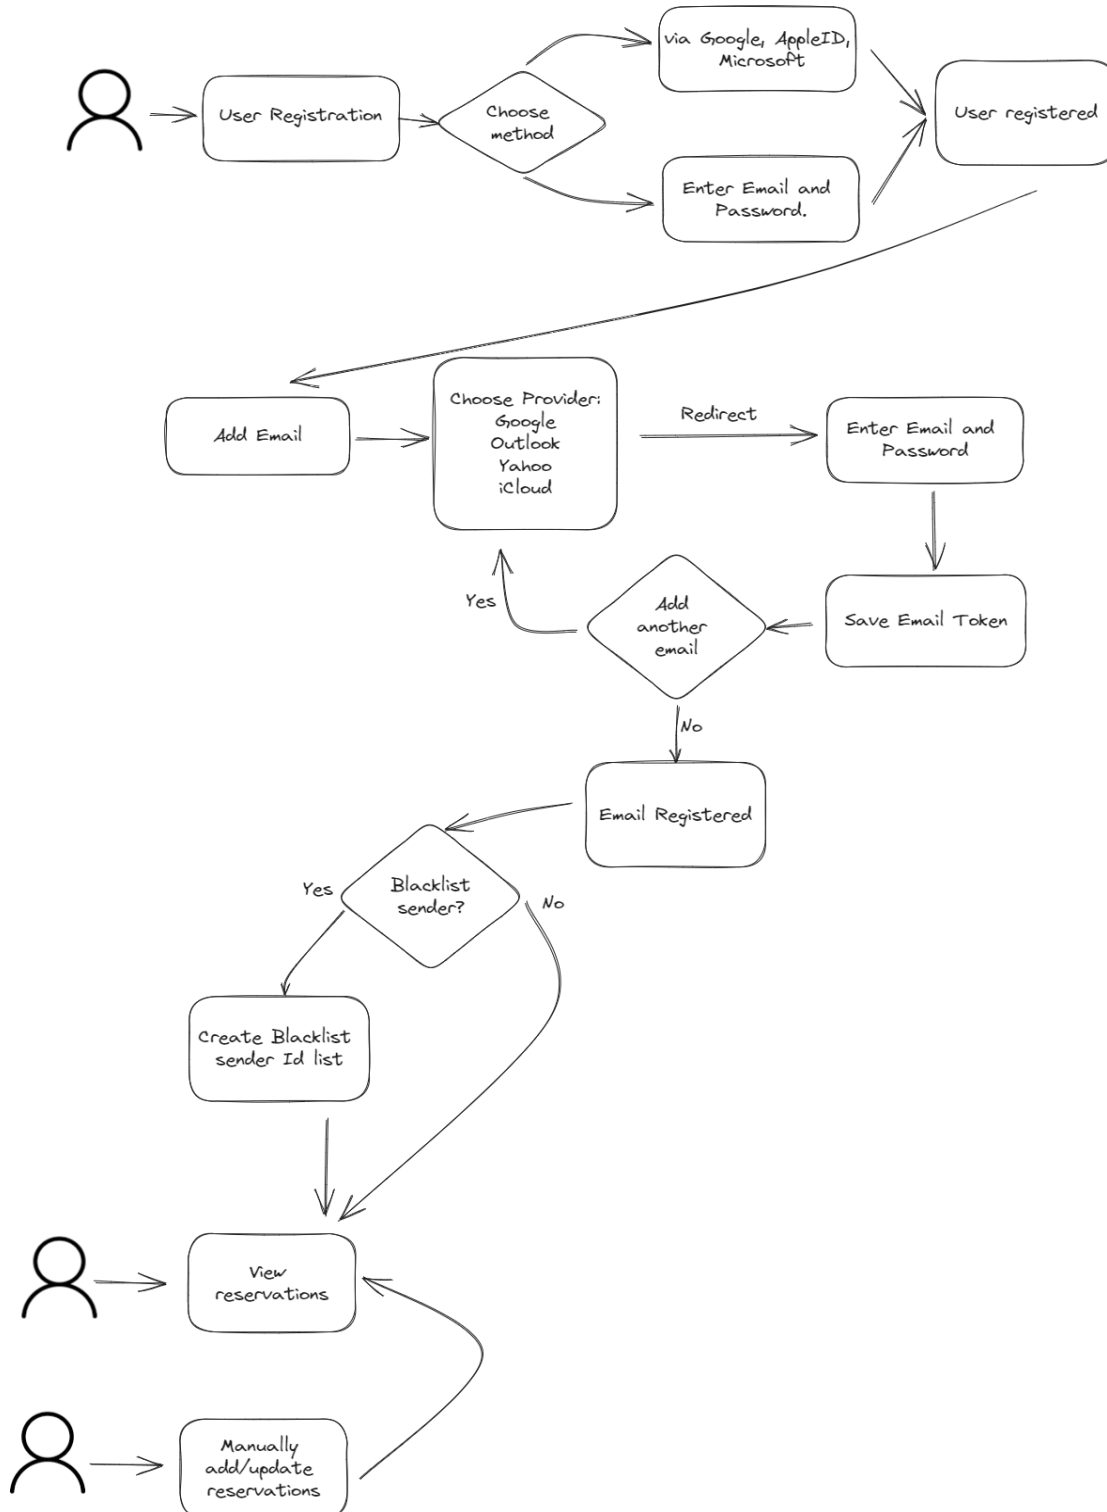 User Registration
Choose
method
via Google, AppleID,
Microsoft
Enter Email and
Password.
User registered
Add Email
Choose Provider:
Google
Outlook
Yahoo
iCloud
Redirect
Enter Email and
Password
Save Email Token
Add
another
email
Yes
No
Email Registered
Blacklist
sender?
Yes
No
Create Blacklist
sender Id list
View
reservations
Manually
add/update
reservations